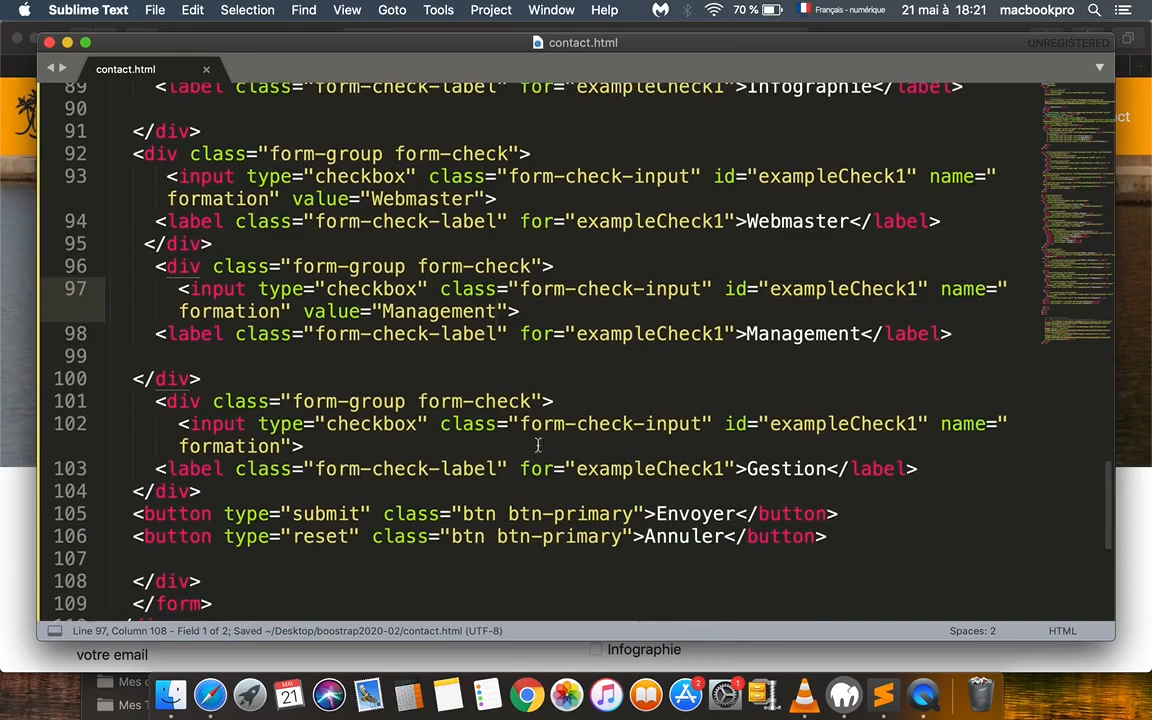 Sublime Text File Edit Selection Find View Goto Tools Project Window Help 70 % Français - numérique 21 mai à 18:21 macbookpro
contact.html UNREGISTERED
contact.html ×
89 <label class="form-check-label" for="exampleCheck1">Infographie</label>
90
91 </div>
92 <div class="form-group form-check">
93 <input type="checkbox" class="form-check-input" id="exampleCheck1" name="
formation" value="Webmaster">
94 <label class="form-check-label" for="exampleCheck1">Webmaster</label>
95 </div>
96 <div class="form-group form-check">
97 <input type="checkbox" class="form-check-input" id="exampleCheck1" name="
formation" value="Management">
98 <label class="form-check-label" for="exampleCheck1">Management</label>
99
100 </div>
101 <div class="form-group form-check">
102 <input type="checkbox" class="form-check-input" id="exampleCheck1" name="
formation">
103 <label class="form-check-label" for="exampleCheck1">Gestion</label>
104 </div>
105 <button type="submit" class="btn btn-primary">Envoyer</button>
106 <button type="reset" class="btn btn-primary">Annuler</button>
107
108 </div>
109 </form>
Line 97, Column 108 - Field 1 of 2; Saved ~/Desktop/boostrap2020-02/contact.html (UTF-8) Spaces: 2 HTML
votre email Infographie
MAI
21
2
1